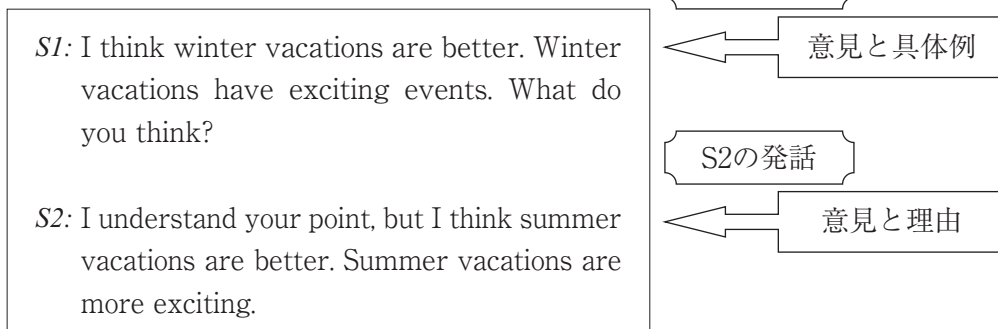 S1: I think winter vacations are better. Winter
vacations have exciting events. What do
you think?
S2: I understand your point, but I think summer
vacations are better. Summer vacations are
more exciting.
意見と具体例
S2の発話
意見と理由